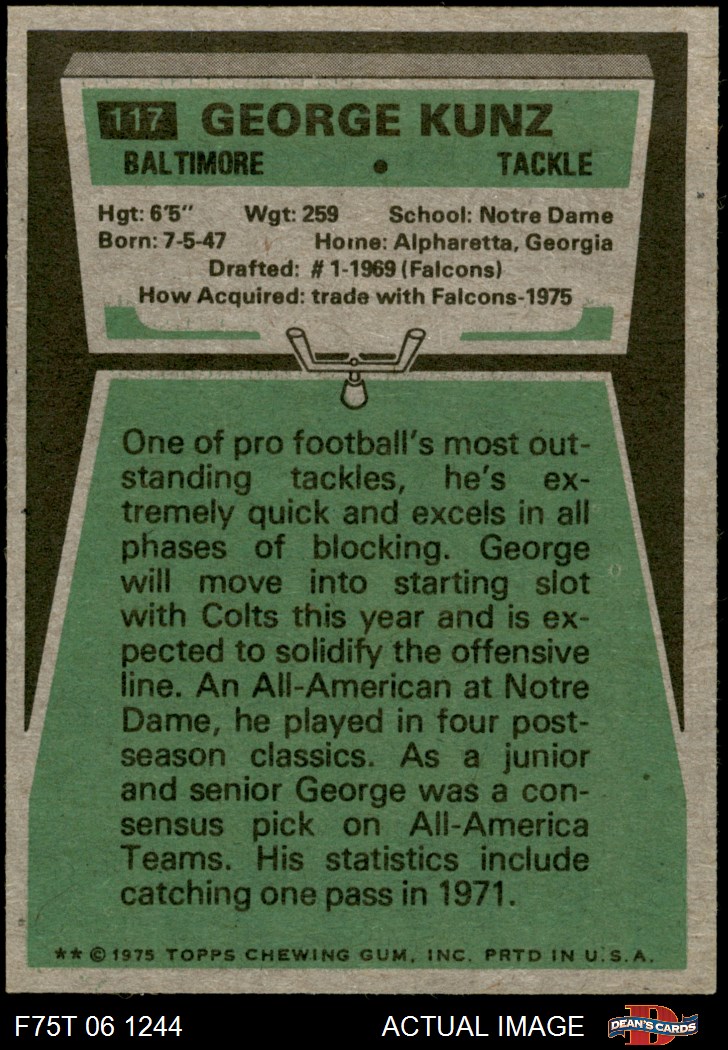 117 GEORGE KUNZ
BALTIMORE • TACKLE
Hgt: 6'5" Wgt: 259 School: Notre Dame
Born: 7-5-47 Home: Alpharetta, Georgia
Drafted: #1-1969 (Falcons)
How Acquired: trade with Falcons-1975
One of pro football's most out-
standing tackles, he's ex-
tremely quick and excels in all
phases of blocking. George
will move into starting slot
with Colts this year and is ex-
pected to solidify the offensive
line. An All-American at Notre
Dame, he played in four post-
season classics. As a junior
and senior George was a con-
sensus pick on All-America
Teams. His statistics include
catching one pass in 1971.
** © 1975 TOPPS CHEWING GUM, INC. PRTD IN U.S.A.
F75T 06 1244 ACTUAL IMAGE D DEAN'S CARDS